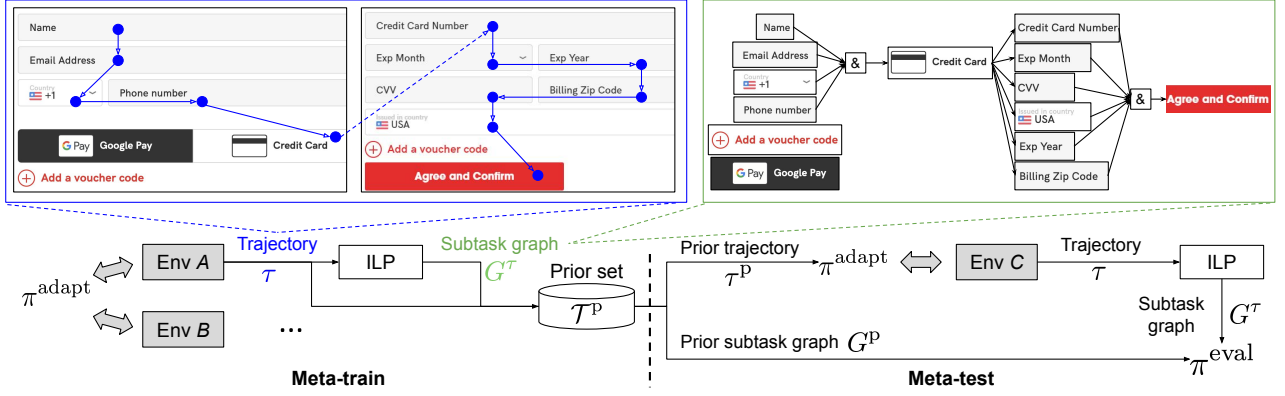 Name
Email Address
Country
+1
Phone number
G Pay Google Pay
Credit Card
Add a voucher code
Credit Card Number
Exp Month
Exp Year
CVV
Billing Zip Code
Issued in country
USA
Add a voucher code
Agree and Confirm
Name
Email Address
Country
+1
Phone number
Add a voucher code
G Pay Google Pay
&
Credit Card
Credit Card Number
Exp Month
CVV
Issued in country
USA
Exp Year
Billing Zip Code
&
Agree and Confirm
π^adapt
Env A
Env B
Trajectory
τ
ILP
...
Subtask graph
G^τ
Prior set
𝒯^p
Meta-train
Prior trajectory
τ^p
π^adapt
Env C
Trajectory
τ
ILP
Subtask
graph
G^τ
Prior subtask graph G^p
π^eval
Meta-test